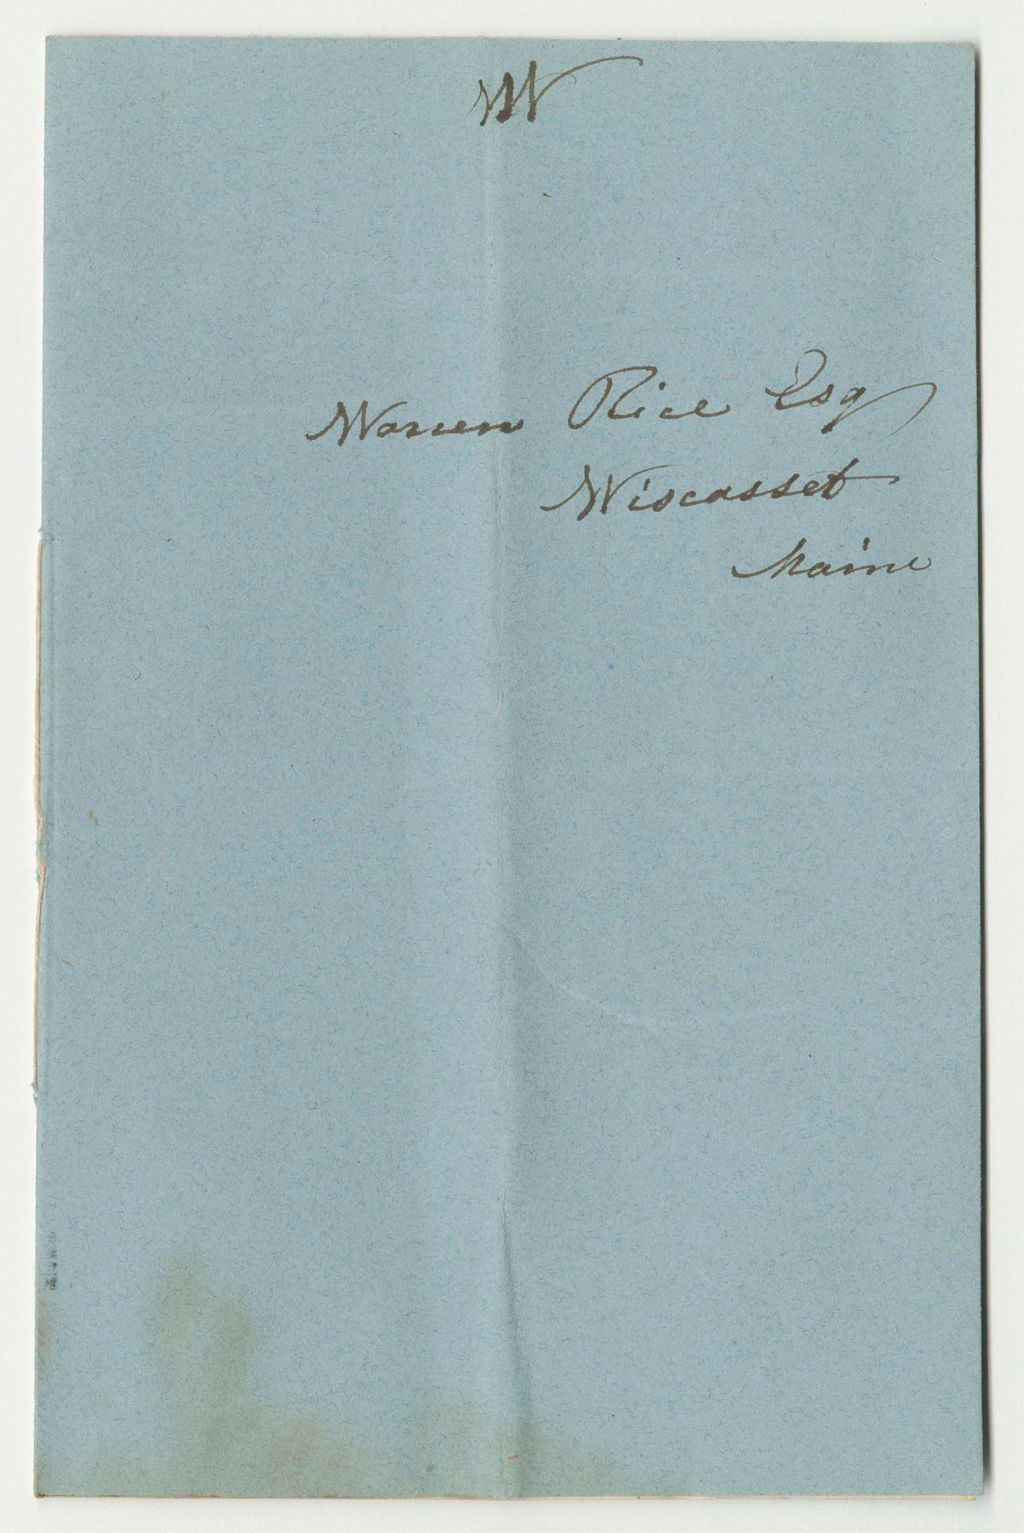 W
Warren Rice Esq
Wiscasset
Maine